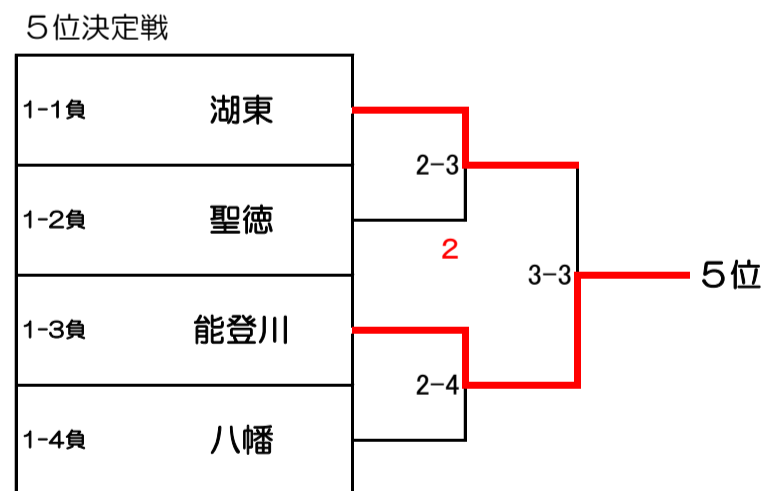 ５位決定戦
1-1負 湖東
2-3
1-2負 聖徳
2
3-3 ５位
1-3負 能登川
2-4
1-4負 八幡